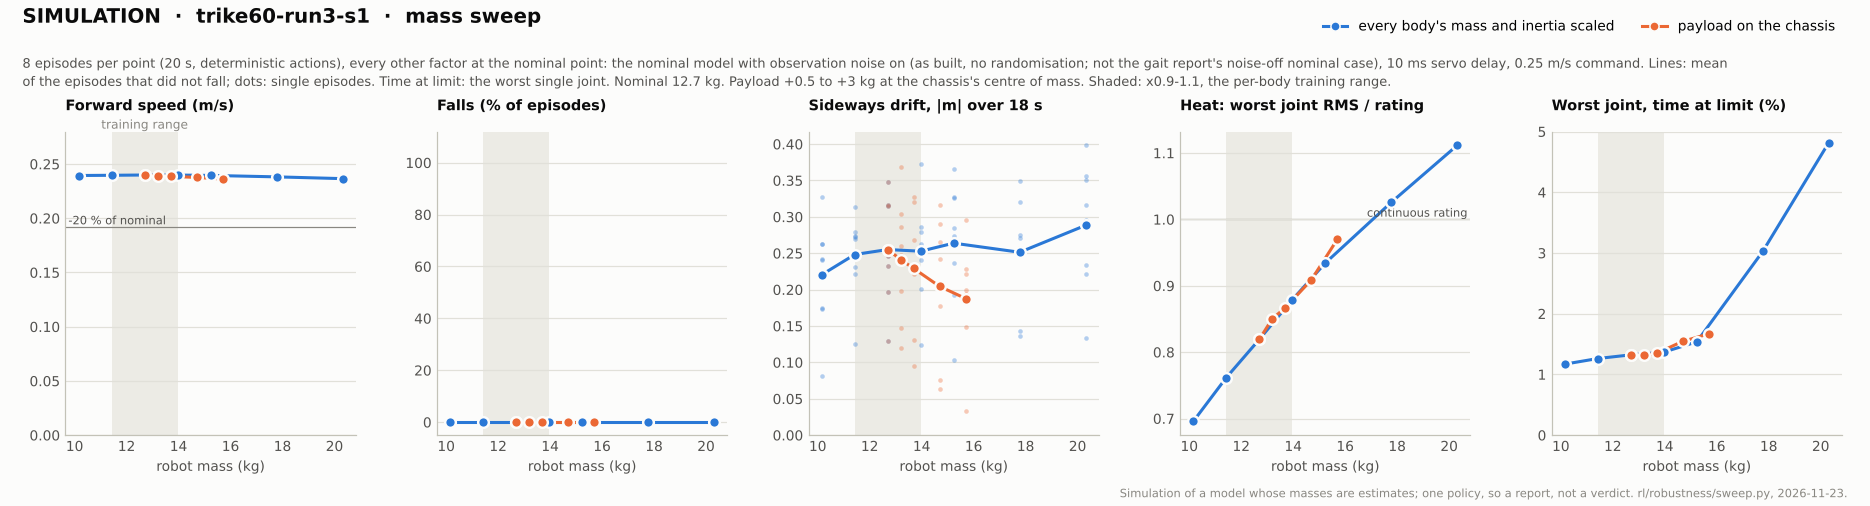 SIMULATION · trike60-run3-s1 · mass sweep
every body's mass and inertia scaled
payload on the chassis
8 episodes per point (20 s, deterministic actions), every other factor at the nominal point: the nominal model with observation noise on (as built, no randomisation; not the gait report's noise-off nominal case), 10 ms servo delay, 0.25 m/s command. Lines: mean
of the episodes that did not fall; dots: single episodes. Time at limit: the worst single joint. Nominal 12.7 kg. Payload +0.5 to +3 kg at the chassis's centre of mass. Shaded: x0.9-1.1, the per-body training range.
Forward speed (m/s)
training range
0.25
0.20
0.15
0.10
0.05
0.00
-20 % of nominal
10 12 14 16 18 20
robot mass (kg)
Falls (% of episodes)
100
80
60
40
20
0
10 12 14 16 18 20
robot mass (kg)
Sideways drift, |m| over 18 s
0.40
0.35
0.30
0.25
0.20
0.15
0.10
0.05
0.00
10 12 14 16 18 20
robot mass (kg)
Heat: worst joint RMS / rating
1.1
1.0
0.9
0.8
0.7
continuous rating
10 12 14 16 18 20
robot mass (kg)
Worst joint, time at limit (%)
5
4
3
2
1
0
10 12 14 16 18 20
robot mass (kg)
Simulation of a model whose masses are estimates; one policy, so a report, not a verdict. rl/robustness/sweep.py, 2026-11-23.